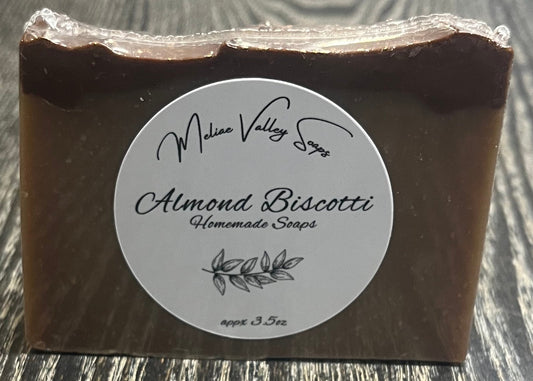 Meliae Valley Soaps
Almond Biscotti
Homemade Soaps
appx 3.5oz